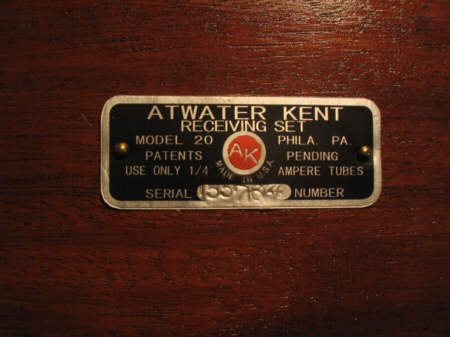 ATWATER KENT
RECEIVING SET
MODEL 20 PHILA. PA.
AK
PATENTS PENDING
USE ONLY 1/4 AMPERE TUBES
MADE IN U.S.A.
SERIAL NUMBER